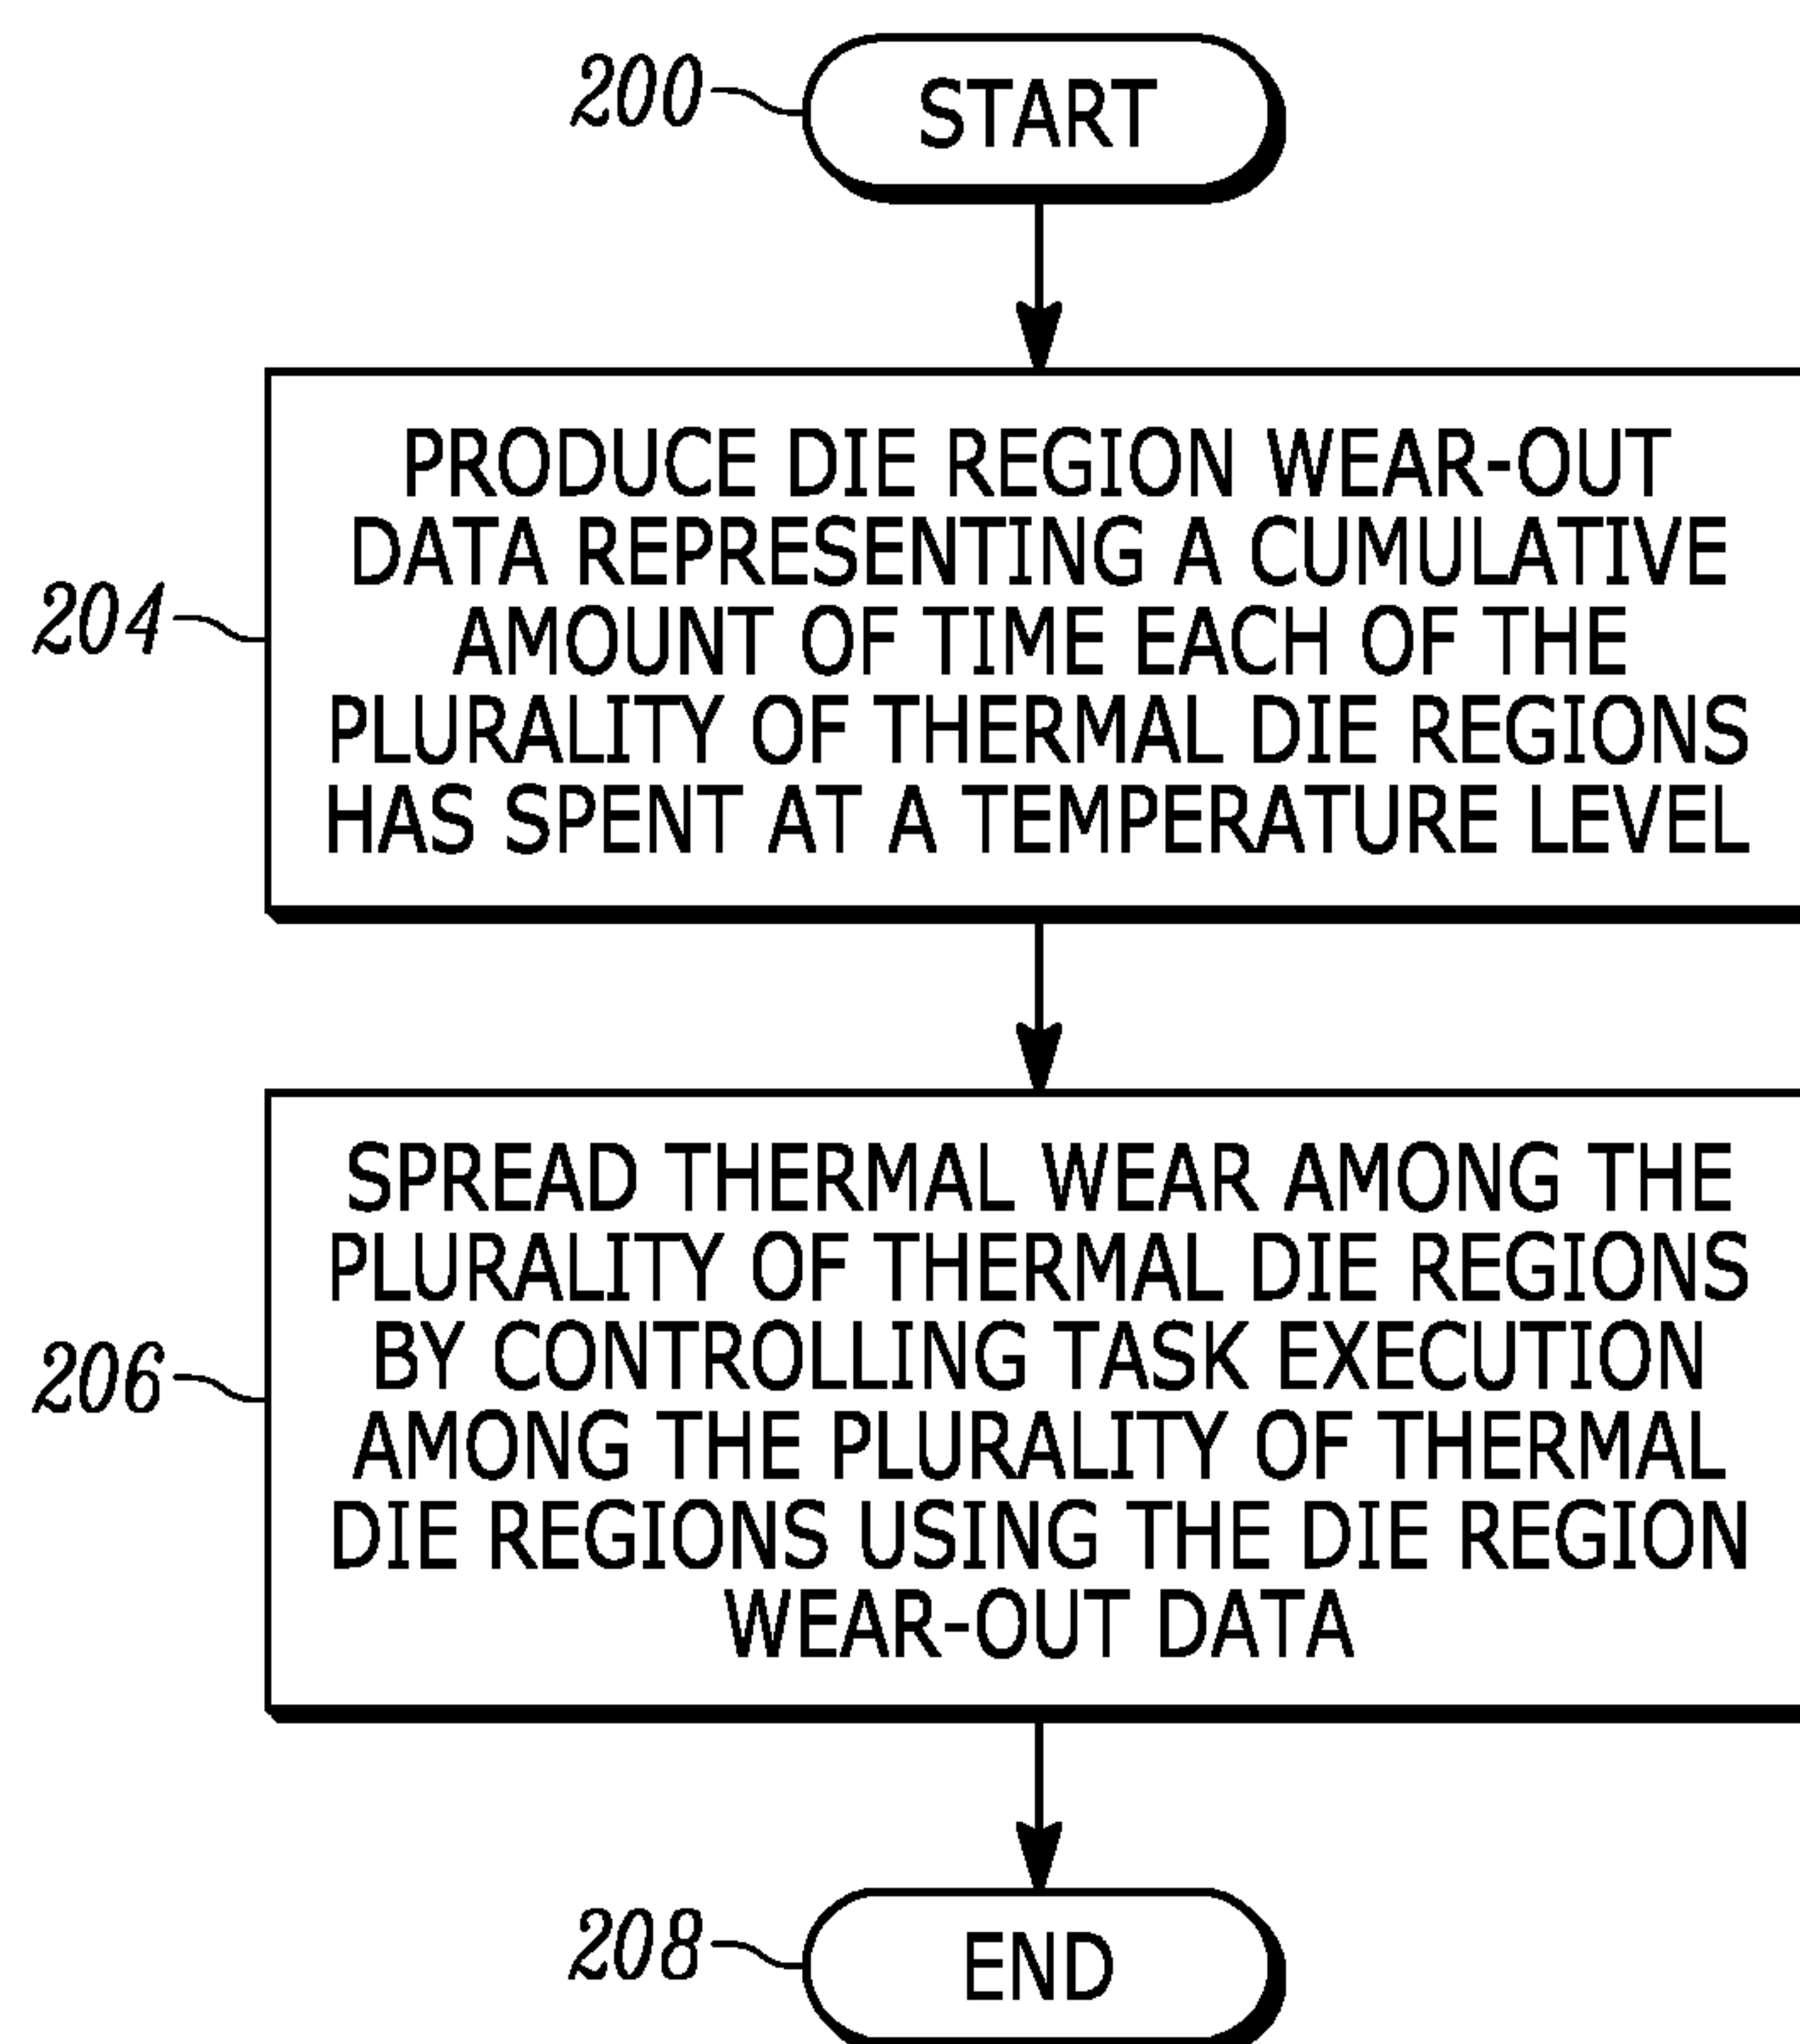 200
START
204
PRODUCE DIE REGION WEAR-OUT
DATA REPRESENTING A CUMULATIVE
AMOUNT OF TIME EACH OF THE
PLURALITY OF THERMAL DIE REGIONS
HAS SPENT AT A TEMPERATURE LEVEL
206
SPREAD THERMAL WEAR AMONG THE
PLURALITY OF THERMAL DIE REGIONS
BY CONTROLLING TASK EXECUTION
AMONG THE PLURALITY OF THERMAL
DIE REGIONS USING THE DIE REGION
WEAR-OUT DATA
208
END